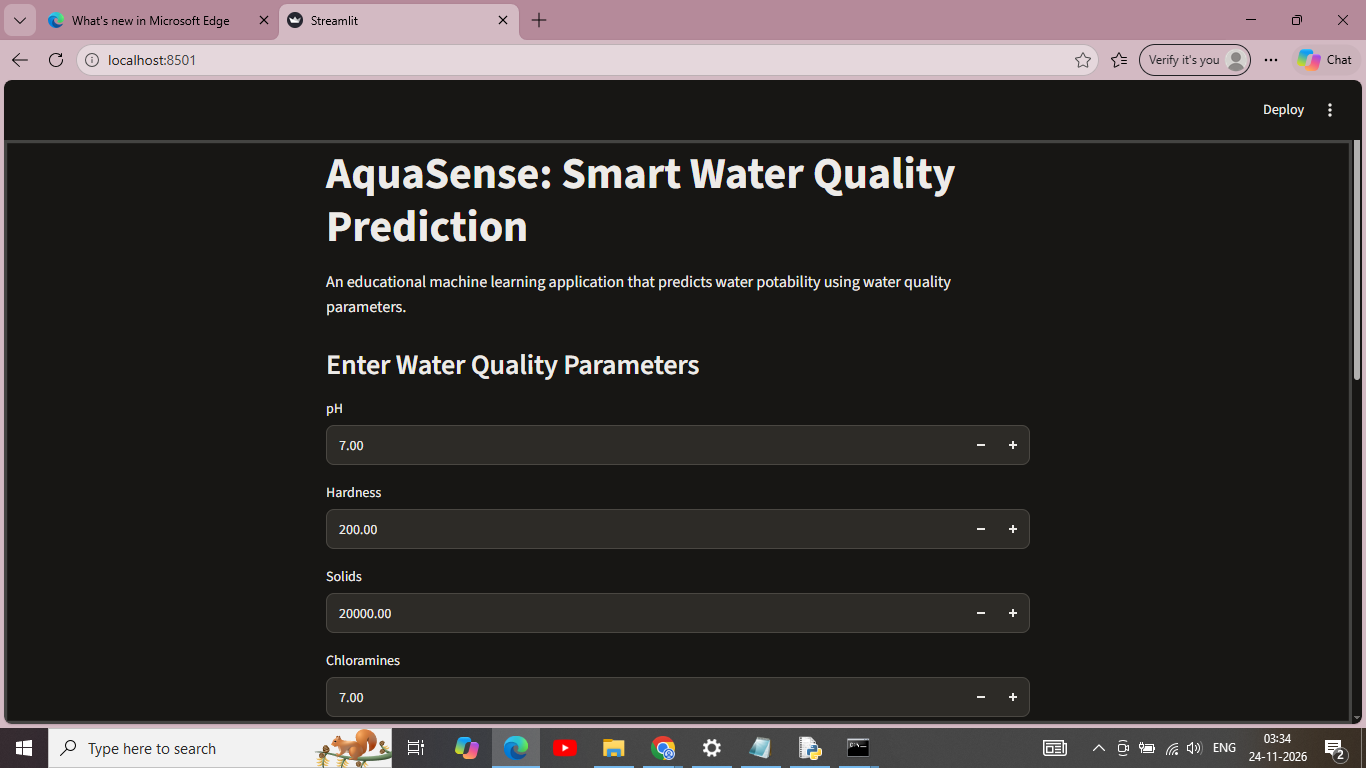 What's new in Microsoft Edge
Streamlit
localhost:8501
Verify it's you
Chat
Deploy
AquaSense: Smart Water Quality
Prediction
An educational machine learning application that predicts water potability using water quality
parameters.
Enter Water Quality Parameters
pH
7.00
Hardness
200.00
Solids
20000.00
Chloramines
7.00
Type here to search
ENG
03:34
24-11-2026
2